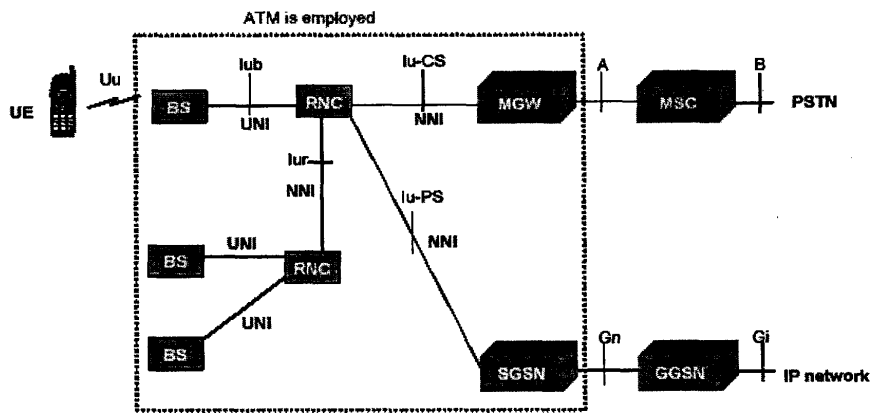 ATM is employed
Iu-CS
A
B
Iub
Uu
UE
BS
RNC
MGW
MSC
PSTN
UNI
NNI
Iur
NNI
Iu-PS
NNI
UNI
BS
RNC
UNI
BS
Gn
Gi
SGSN
GGSN
IP network